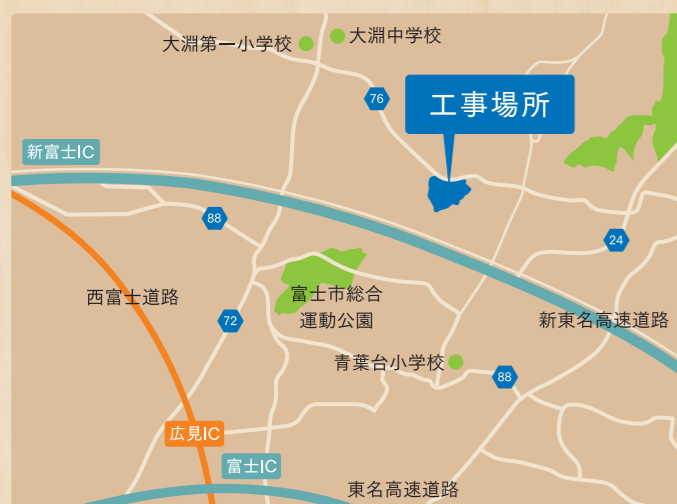 大淵第一小学校
大淵中学校
76
工事場所
新富士IC
88
24
西富士道路
72
富士市総合
運動公園
新東名高速道路
青葉台小学校
88
広見IC
富士IC
東名高速道路